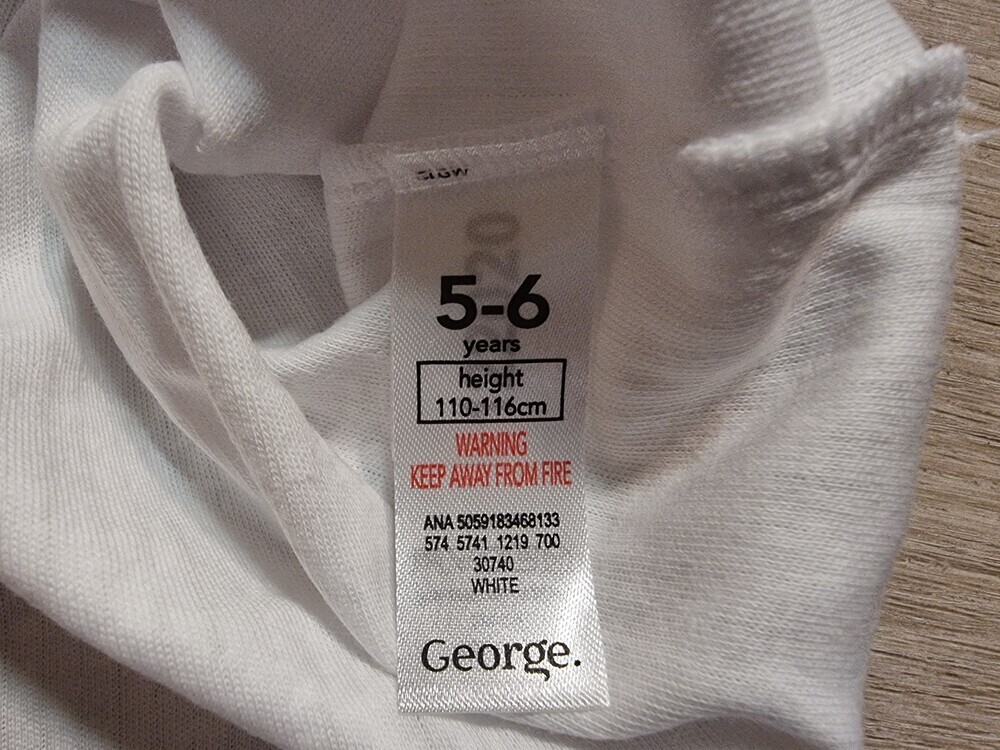 20
5-6
years
height
110-116cm
WARNING
KEEP AWAY FROM FIRE
ANA 5059183468133
574 5741 1219 700
30740
WHITE
George.